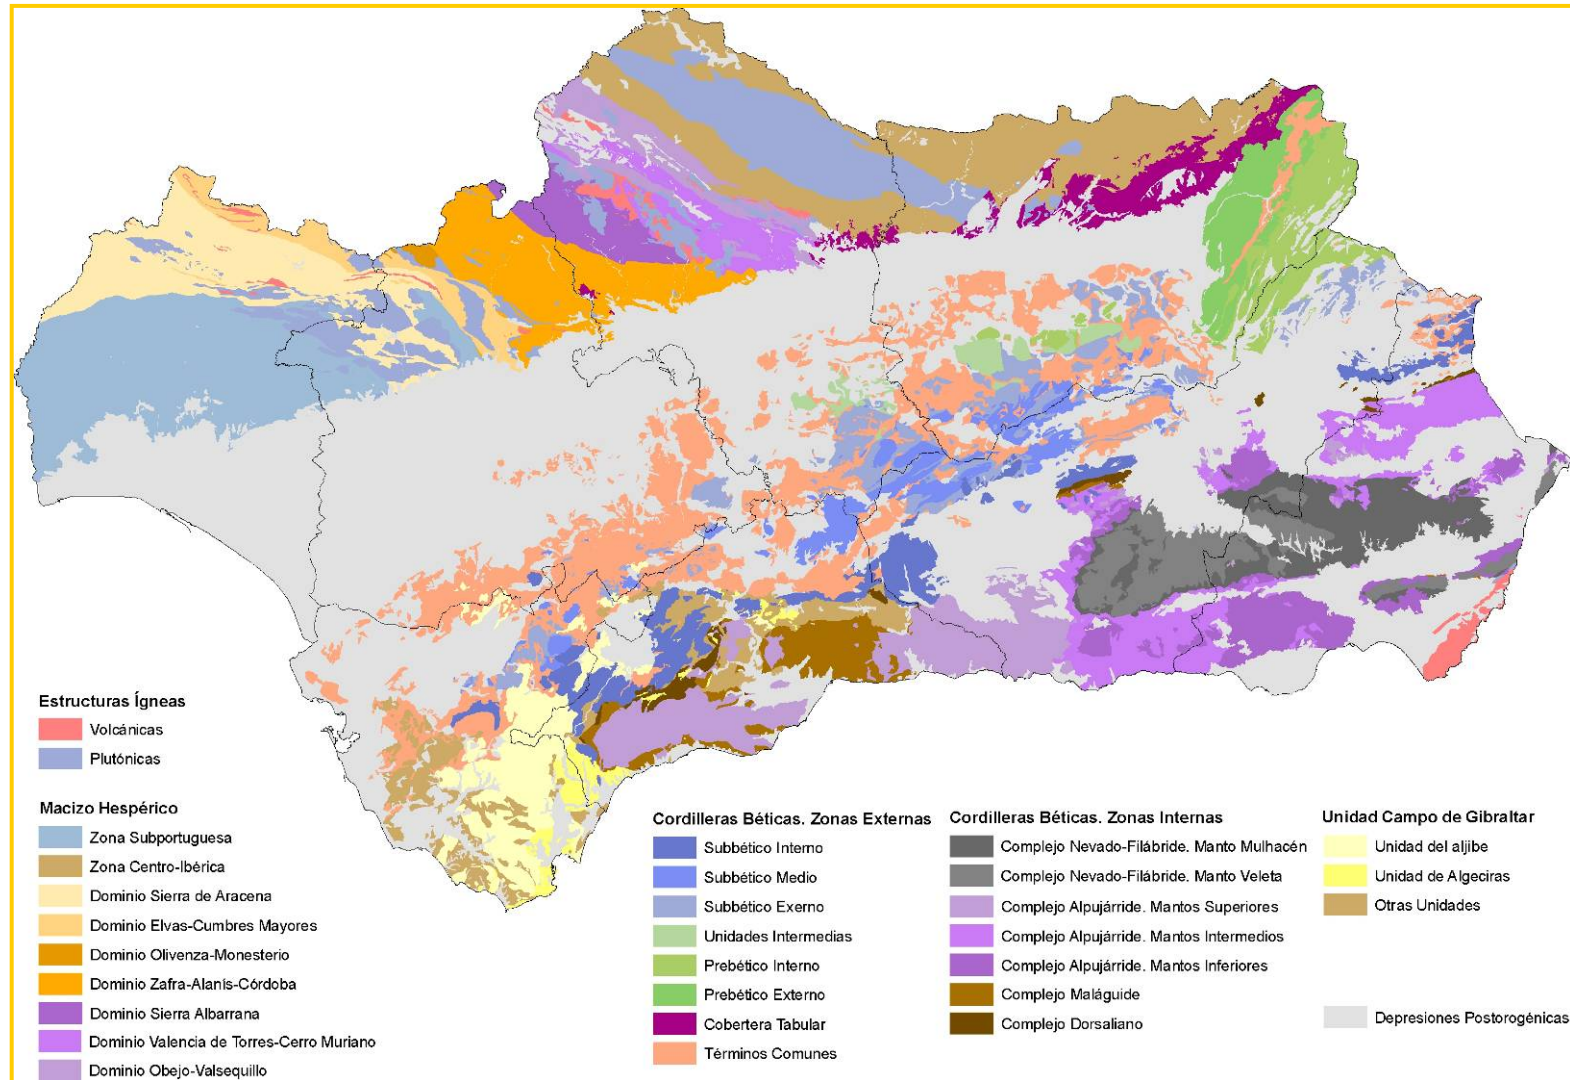 Estructuras Ígneas
Volcánicas
Plutónicas
Macizo Hespérico
Zona Subportuguesa
Zona Centro-Ibérica
Dominio Sierra de Aracena
Dominio Elvas-Cumbres Mayores
Dominio Olivenza-Monesterio
Dominio Zafra-Alanís-Córdoba
Dominio Sierra Albarrana
Dominio Valencia de Torres-Cerro Muriano
Dominio Obejo-Valsequillo
Cordilleras Béticas. Zonas Externas
Subbético Interno
Subbético Medio
Subbético Exerno
Unidades Intermedias
Prebético Interno
Prebético Externo
Cobertera Tabular
Términos Comunes
Cordilleras Béticas. Zonas Internas
Complejo Nevado-Filábride. Manto Mulhacén
Complejo Nevado-Filábride. Manto Veleta
Complejo Alpujárride. Mantos Superiores
Complejo Alpujárride. Mantos Intermedios
Complejo Alpujárride. Mantos Inferiores
Complejo Maláguide
Complejo Dorsaliano
Unidad Campo de Gibraltar
Unidad del aljibe
Unidad de Algeciras
Otras Unidades
Depresiones Postorogénicas